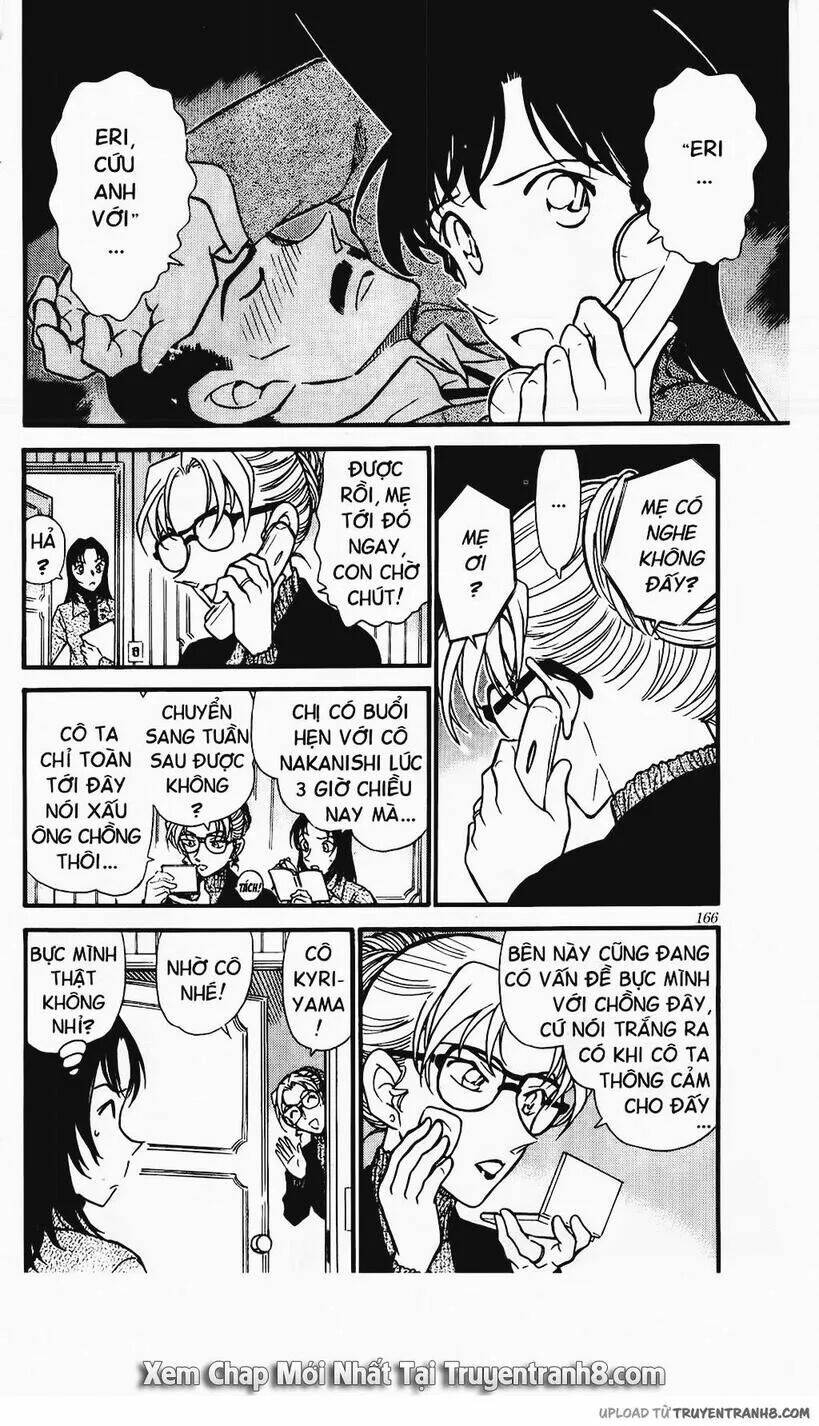 "ERI
...
ERI,
CỨU
ANH
VỚI"
...
MẸ CÓ
NGHE
KHÔNG
ĐẤY?
...
MẸ
ƠI
?
ĐƯỢC
RỒI, MẸ
TỚI ĐÓ
NGAY,
CON CHỜ
CHÚT!
HẢ
?
CHỊ CÓ BUỔI
HẸN VỚI CÔ
NAKANISHI LÚC
3 GIỜ CHIỀU
NAY MÀ...
CHUYỂN
SANG TUẦN
SAU ĐƯỢC
KHÔNG
?
TÁCH!
CÔ TA
CHỈ TOÀN
TỚI ĐÂY
NÓI XẤU
ÔNG CHỒNG
THÔI...
166
BÊN NÀY CŨNG ĐANG
CÓ VẤN ĐỀ BỰC MÌNH
VỚI CHỒNG ĐÂY,
CỨ NÓI TRẮNG RA
CÓ KHI CÔ TA
THÔNG CẢM
CHO ĐẤY
...
CÔ
KYRI-
YAMA
!
NHỜ CÔ
NHÉ!
BỰC MÌNH
THẬT
KHÔNG
NHỈ?
Xem Chap Mới Nhất Tại Truyentranh8.com
UPLOAD TỪ TRUYENTRANH8.COM